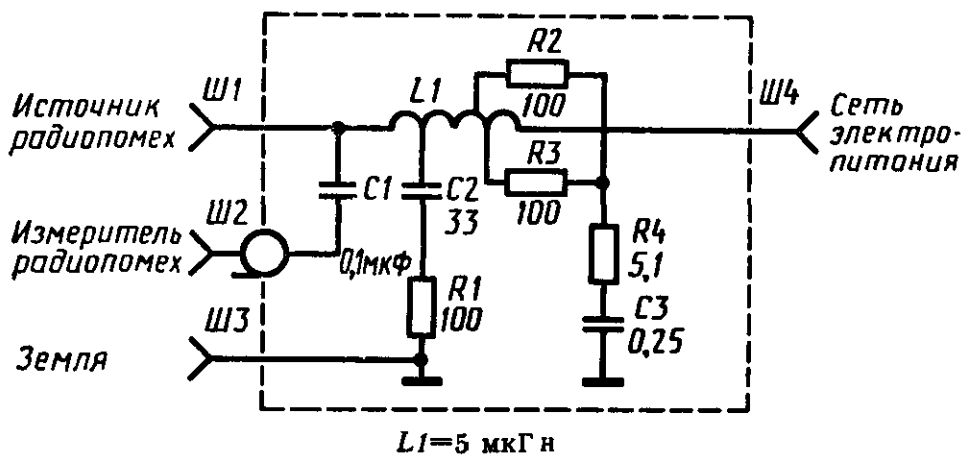 R2
100
Ш1
L1
Ш4
Источник
радиопомех
Сеть
электро-
питания
R3
100
C1
C2
33
Ш2
Измеритель
радиопомех
0,1мкФ
R4
5,1
R1
100
C3
0,25
Ш3
Земля
L1=5 мкГн